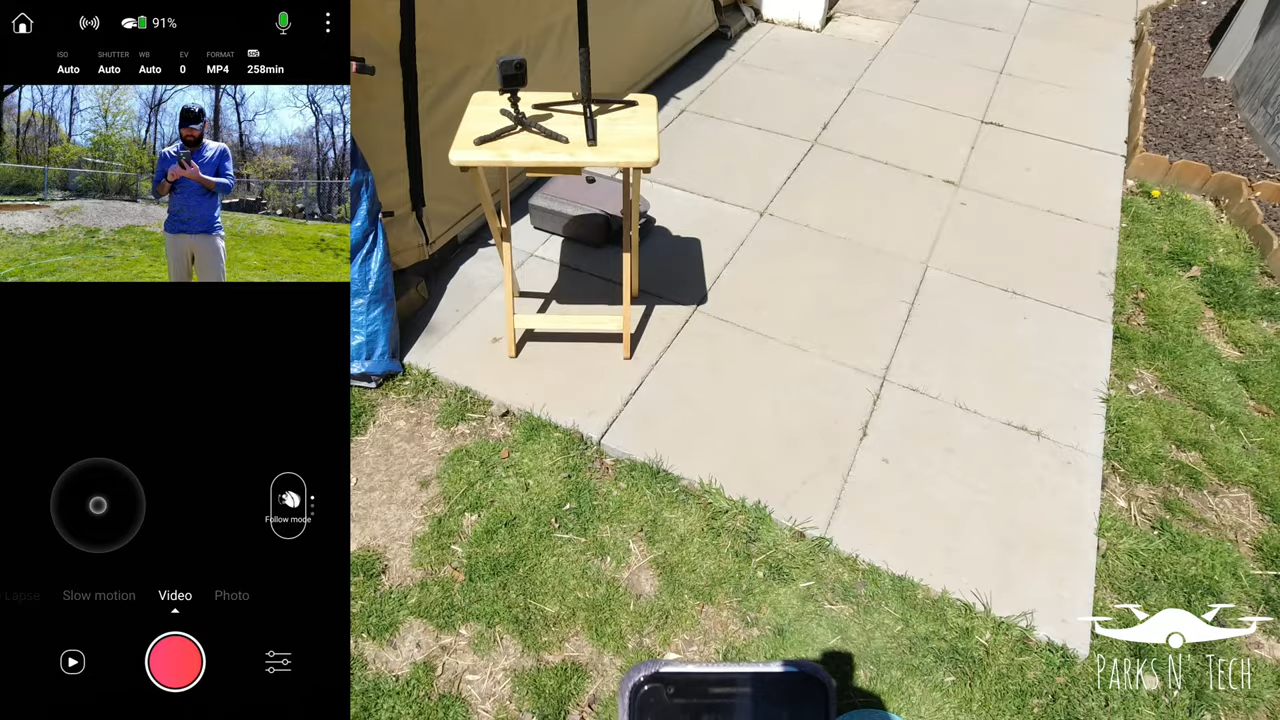 91%
ISO SHUTTER WB EV FORMAT
Auto Auto Auto 0 MP4 258min
Follow mode
Lapse Slow motion Video Photo
PARKS N' TECH